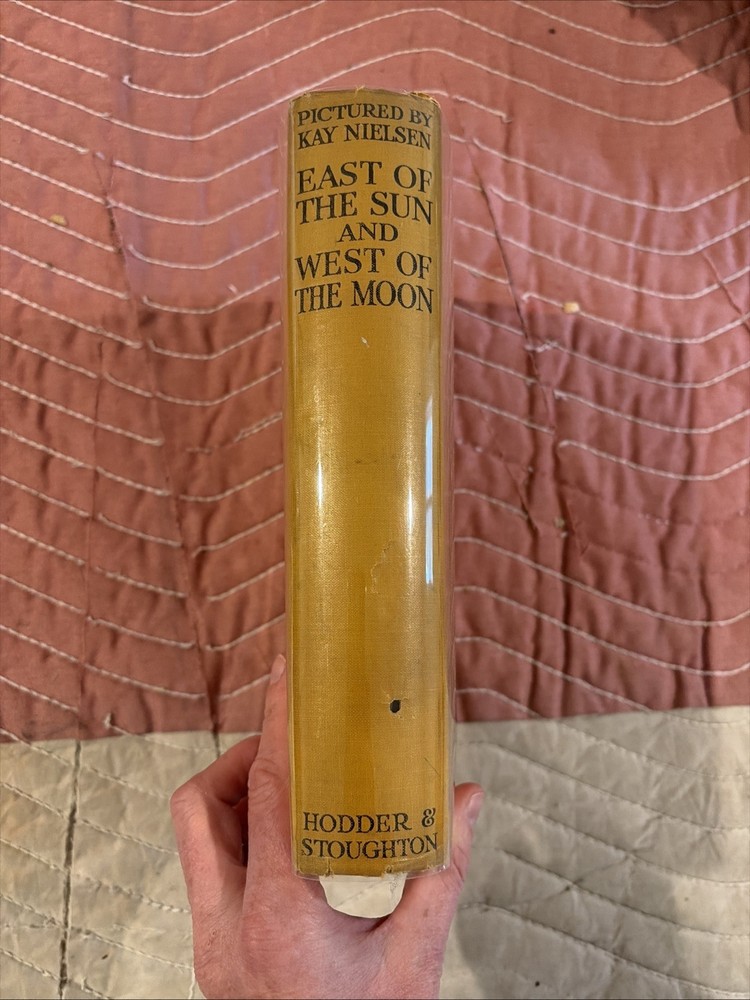 PICTURED BY
KAY NIELSEN
EAST OF
THE SUN
AND
WEST OF
THE MOON
HODDER &
STOUGHTON